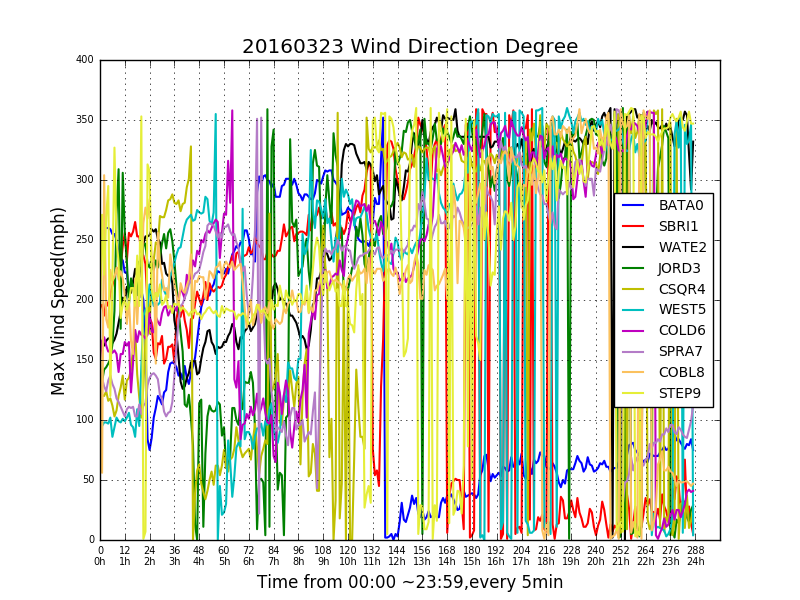 20160323 Wind Direction Degree
400
350
300
250
200
150
100
50
0
Max Wind Speed(mph)
BATA0
SBRI1
WATE2
JORD3
CSQR4
WEST5
COLD6
SPRA7
COBL8
STEP9
0 12 24 36 48 60 72 84 96 108 120 132 144 156 168 180 192 204 216 228 240 252 264 276 288
0h 1h 2h 3h 4h 5h 6h 7h 8h 9h 10h 11h 12h 13h 14h 15h 16h 17h 18h 19h 20h 21h 22h 23h 24h
Time from 00:00 ~23:59,every 5min